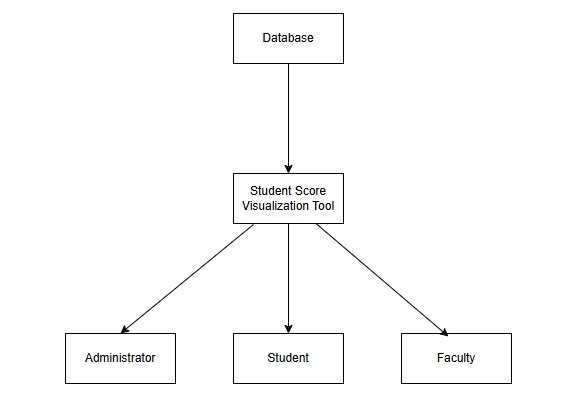 Database
Student Score
Visualization Tool
Administrator
Student
Faculty